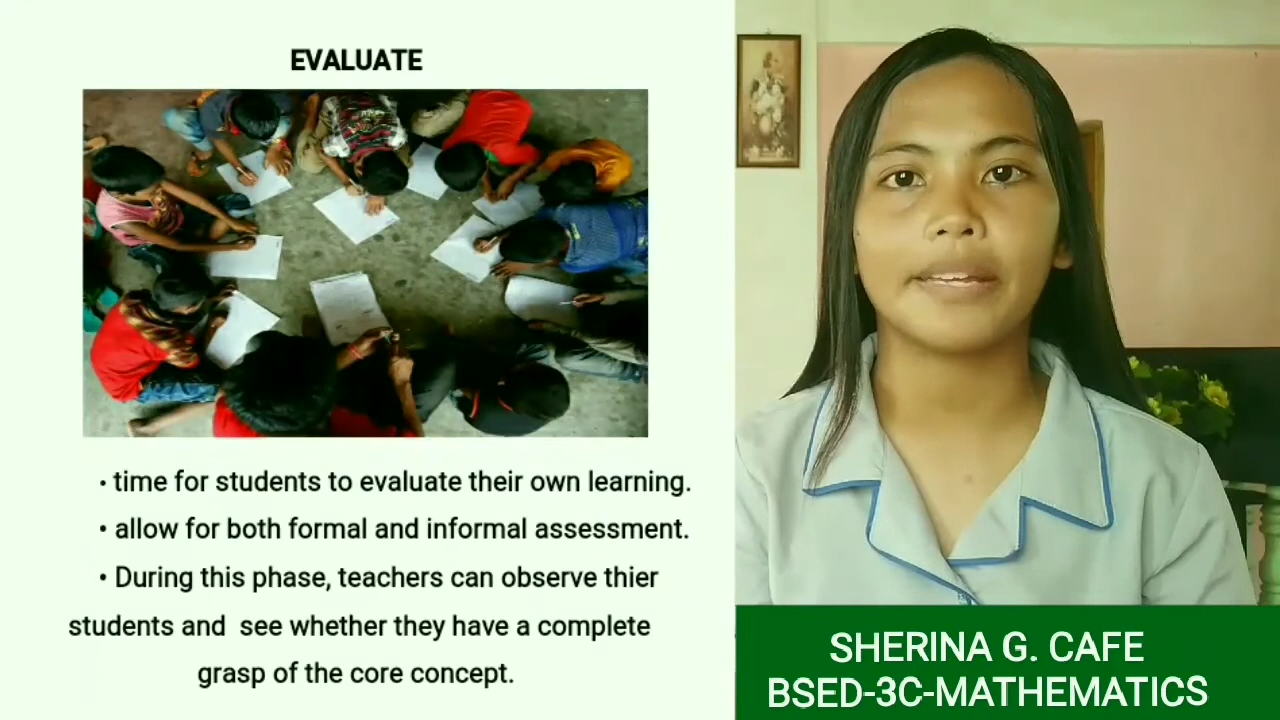 EVALUATE
• time for students to evaluate their own learning.
• allow for both formal and informal assessment.
• During this phase, teachers can observe thier
students and see whether they have a complete
grasp of the core concept.
SHERINA G. CAFE
BSED-3C-MATHEMATICS